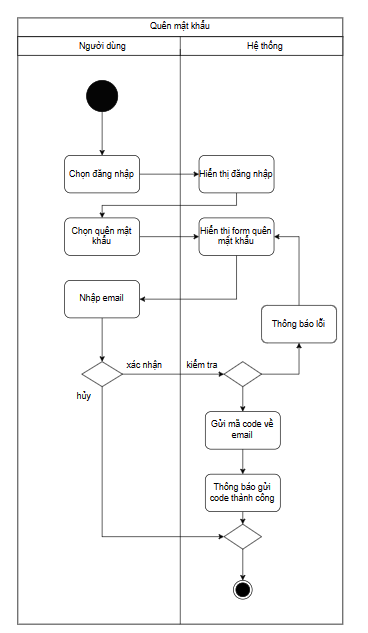 Quên mật khẩu
Người dùng
Hệ thống
Chọn đăng nhập
Hiển thị đăng nhập
Chọn quên mật
khẩu
Hiển thị form quên
mật khẩu
Nhập email
Thông báo lỗi
xác nhận
kiểm tra
hủy
Gửi mã code về
email
Thông báo gửi
code thành công